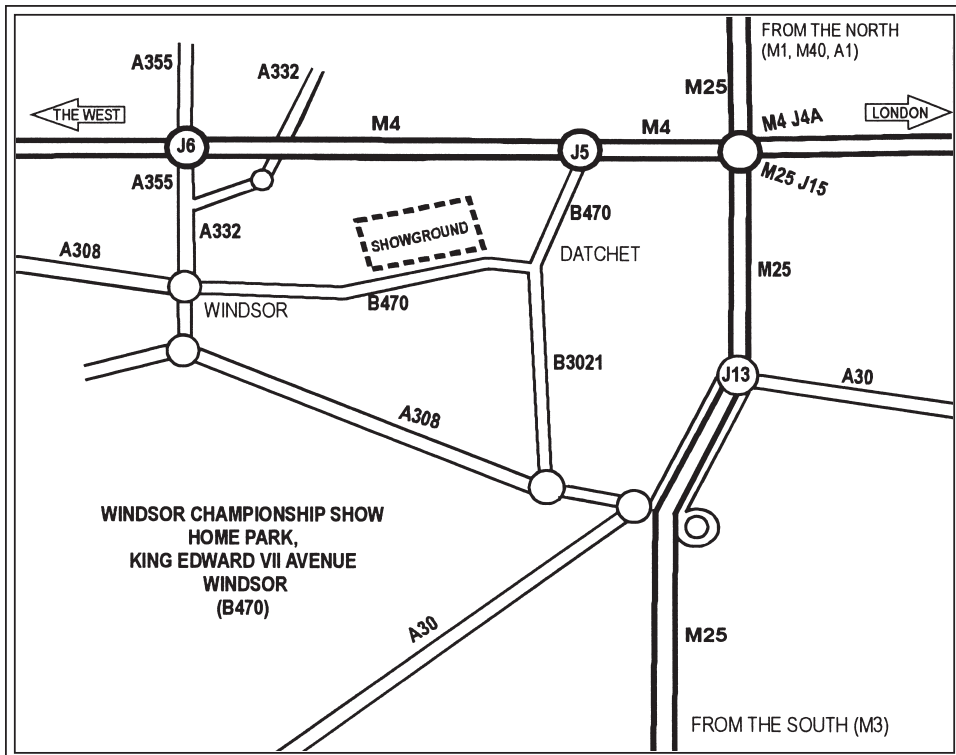 FROM THE NORTH
(M1, M40, A1)
A355
A332
M25
THE WEST
LONDON
M4
M4
M4 J4A
J6
J5
M25 J15
A355
B470
A332
SHOWGROUND
DATCHET
A308
M25
B470
WINDSOR
B3021
J13
A30
A308
WINDSOR CHAMPIONSHIP SHOW
HOME PARK,
KING EDWARD VII AVENUE
WINDSOR
(B470)
A30
M25
FROM THE SOUTH (M3)